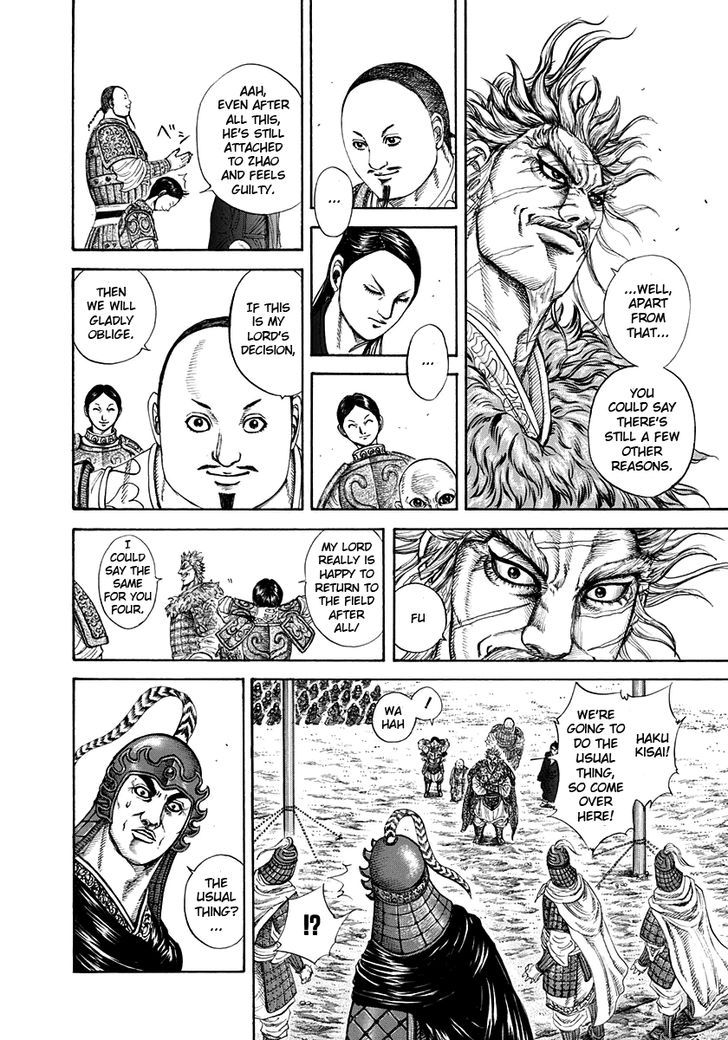 ...WELL,
APART
FROM
THAT...
YOU
COULD SAY
THERE'S
STILL A FEW
OTHER
REASONS.
...
...
AAH,
EVEN AFTER
ALL THIS,
HE'S STILL
ATTACHED
TO ZHAO
AND FEELS
GUILTY.
ペシ
IF THIS
IS MY
LORD'S
DECISION,
THEN
WE WILL
GLADLY
OBLIGE.
FU
MY LORD
REALLY IS
HAPPY TO
RETURN TO
THE FIELD
AFTER
ALL!
I
COULD
SAY THE
SAME
FOR YOU
FOUR.
HAKU
KISAI!
WE'RE
GOING TO
DO THE
USUAL
THING,
SO COME
OVER
HERE!
!
WA
HAH
!?
THE
USUAL
THING?
...